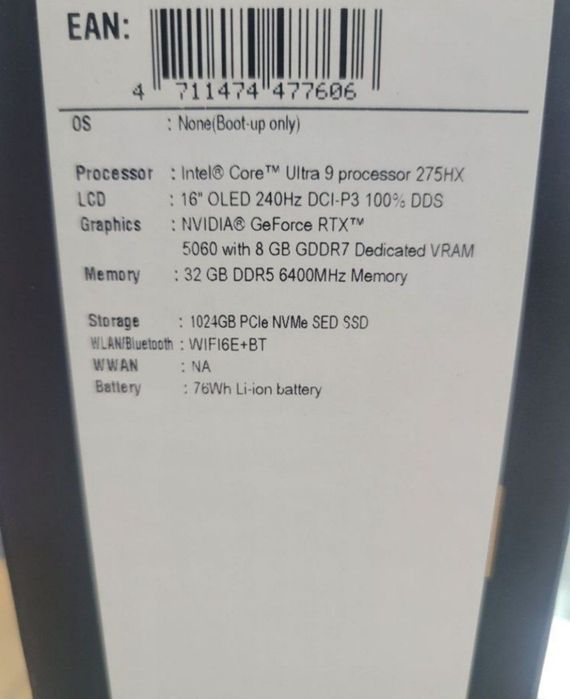 EAN:
4 711474 477606
OS : None(Boot-up only)
Processor : Intel® Core™ Ultra 9 processor 275HX
LCD : 16" OLED 240Hz DCI-P3 100% DDS
Graphics : NVIDIA® GeForce RTX™
5060 with 8 GB GDDR7 Dedicated VRAM
Memory : 32 GB DDR5 6400MHz Memory
Storage : 1024GB PCIe NVMe SED SSD
WLAN/Bluetooth : WIFI6E+BT
WWAN : NA
Battery : 76Wh Li-ion battery